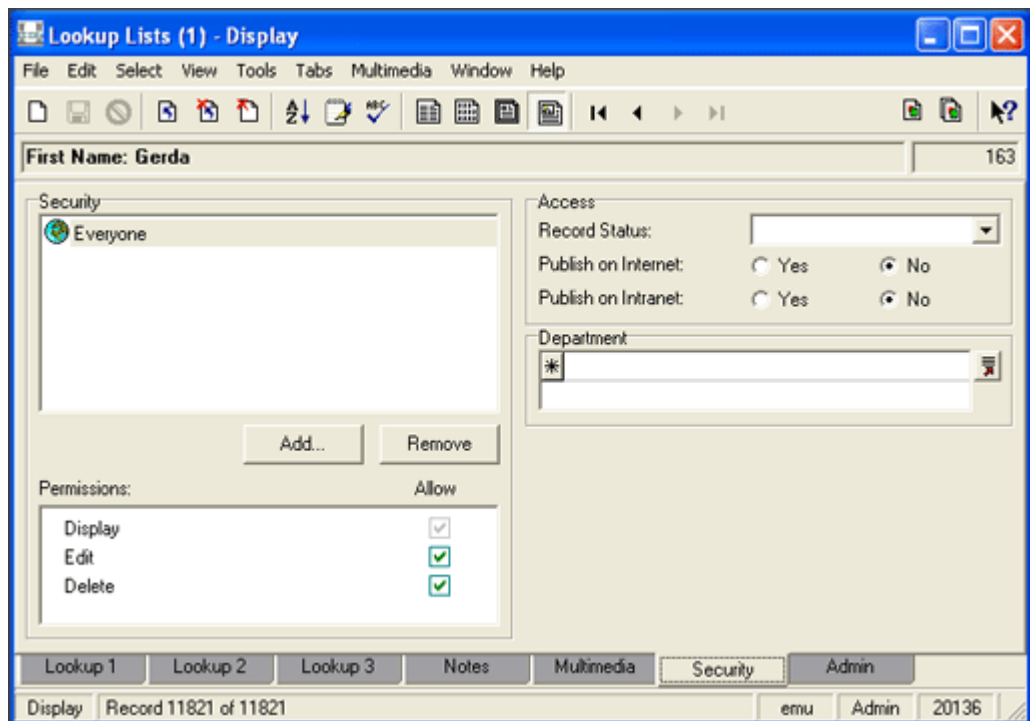 Lookup Lists (1) - Display
File Edit Select View Tools Tabs Multimedia Window Help
First Name: Gerda 163
Security
Everyone
Add... Remove
Permissions: Allow
Display
Edit
Delete
Access
Record Status:
Publish on Internet: Yes No
Publish on Intranet: Yes No
Department
Lookup 1 Lookup 2 Lookup 3 Notes Multimedia Security Admin
Display Record 11821 of 11821 emu Admin 20136